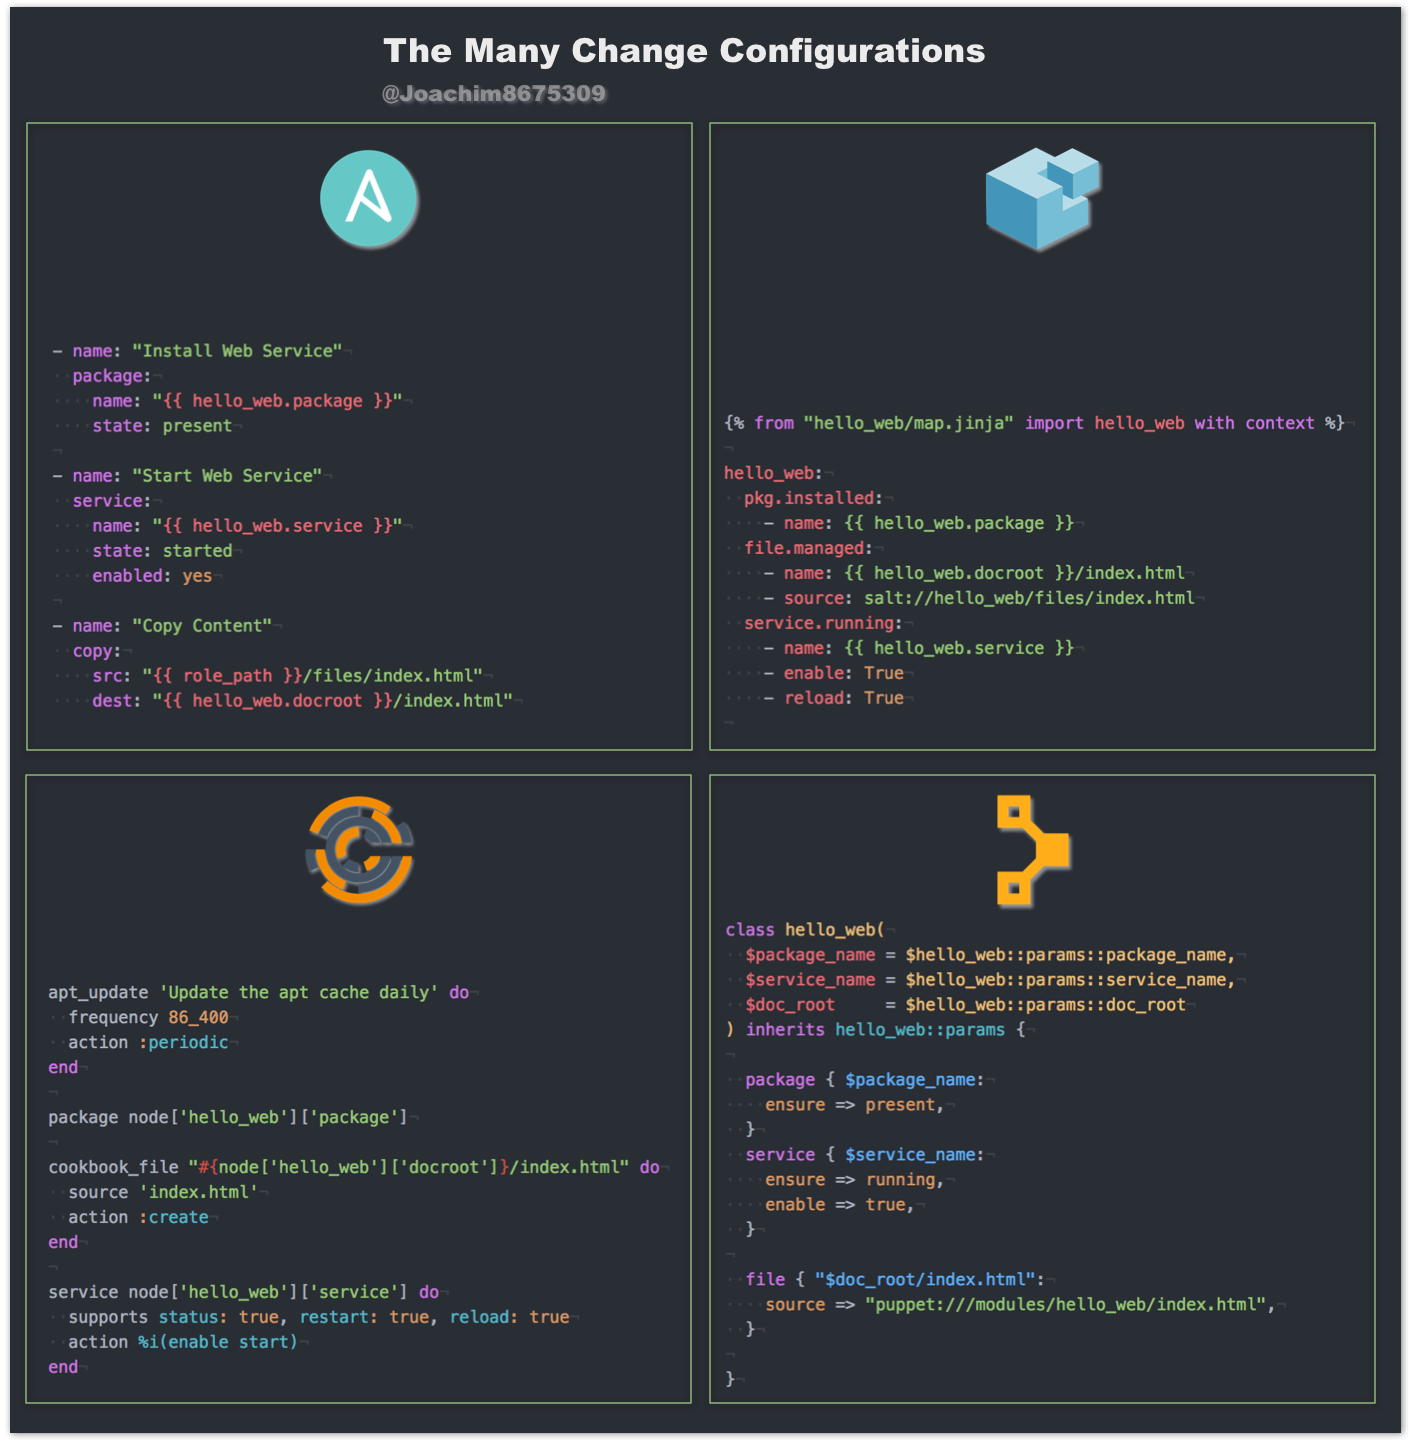 The Many Change Configurations
@Joachim8675309
- name: "Install Web Service"
  package:
    name: "{{ hello_web.package }}"
    state: present

- name: "Start Web Service"
  service:
    name: "{{ hello_web.service }}"
    state: started
    enabled: yes

- name: "Copy Content"
  copy:
    src: "{{ role_path }}/files/index.html"
    dest: "{{ hello_web.docroot }}/index.html"
{% from "hello_web/map.jinja" import hello_web with context %}

hello_web:
  pkg.installed:
    - name: {{ hello_web.package }}
  file.managed:
    - name: {{ hello_web.docroot }}/index.html
    - source: salt://hello_web/files/index.html
  service.running:
    - name: {{ hello_web.service }}
    - enable: True
    - reload: True
apt_update 'Update the apt cache daily' do
  frequency 86_400
  action :periodic
end

package node['hello_web']['package']

cookbook_file "#{node['hello_web']['docroot']}/index.html" do
  source 'index.html'
  action :create
end

service node['hello_web']['service'] do
  supports status: true, restart: true, reload: true
  action %i(enable start)
end
class hello_web(
  $package_name = $hello_web::params::package_name,
  $service_name = $hello_web::params::service_name,
  $doc_root     = $hello_web::params::doc_root
) inherits hello_web::params {

  package { $package_name:
    ensure => present,
  }
  service { $service_name:
    ensure => running,
    enable => true,
  }

  file { "$doc_root/index.html":
    source => "puppet:///modules/hello_web/index.html",
  }

}